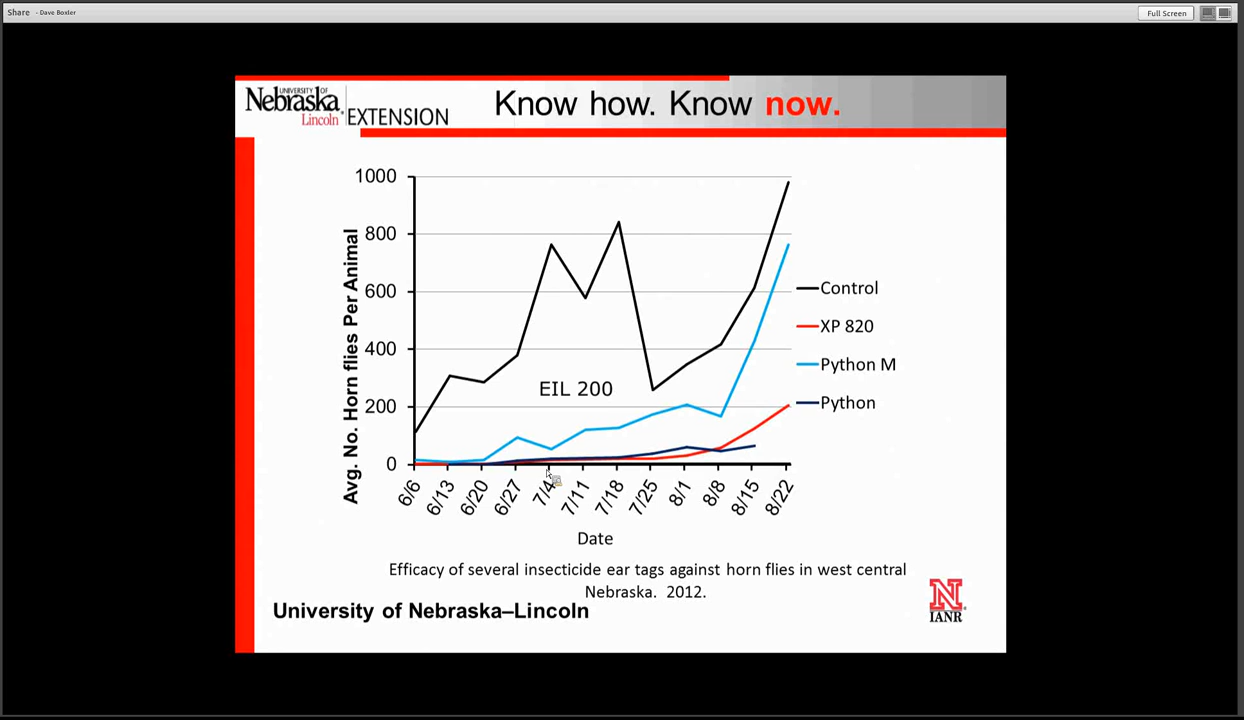 Share - Dave Boxler
Full Screen
UNIVERSITY OF
Nebraska
Lincoln
EXTENSION
Know how. Know now.
1000
800
600
400
200
0
Avg. No. Horn flies Per Animal
EIL 200
Control
XP 820
Python M
Python
6/6
6/13
6/20
6/27
7/4
7/11
7/18
7/25
8/1
8/8
8/15
8/22
Date
Efficacy of several insecticide ear tags against horn flies in west central
Nebraska. 2012.
University of Nebraska–Lincoln
N
IANR